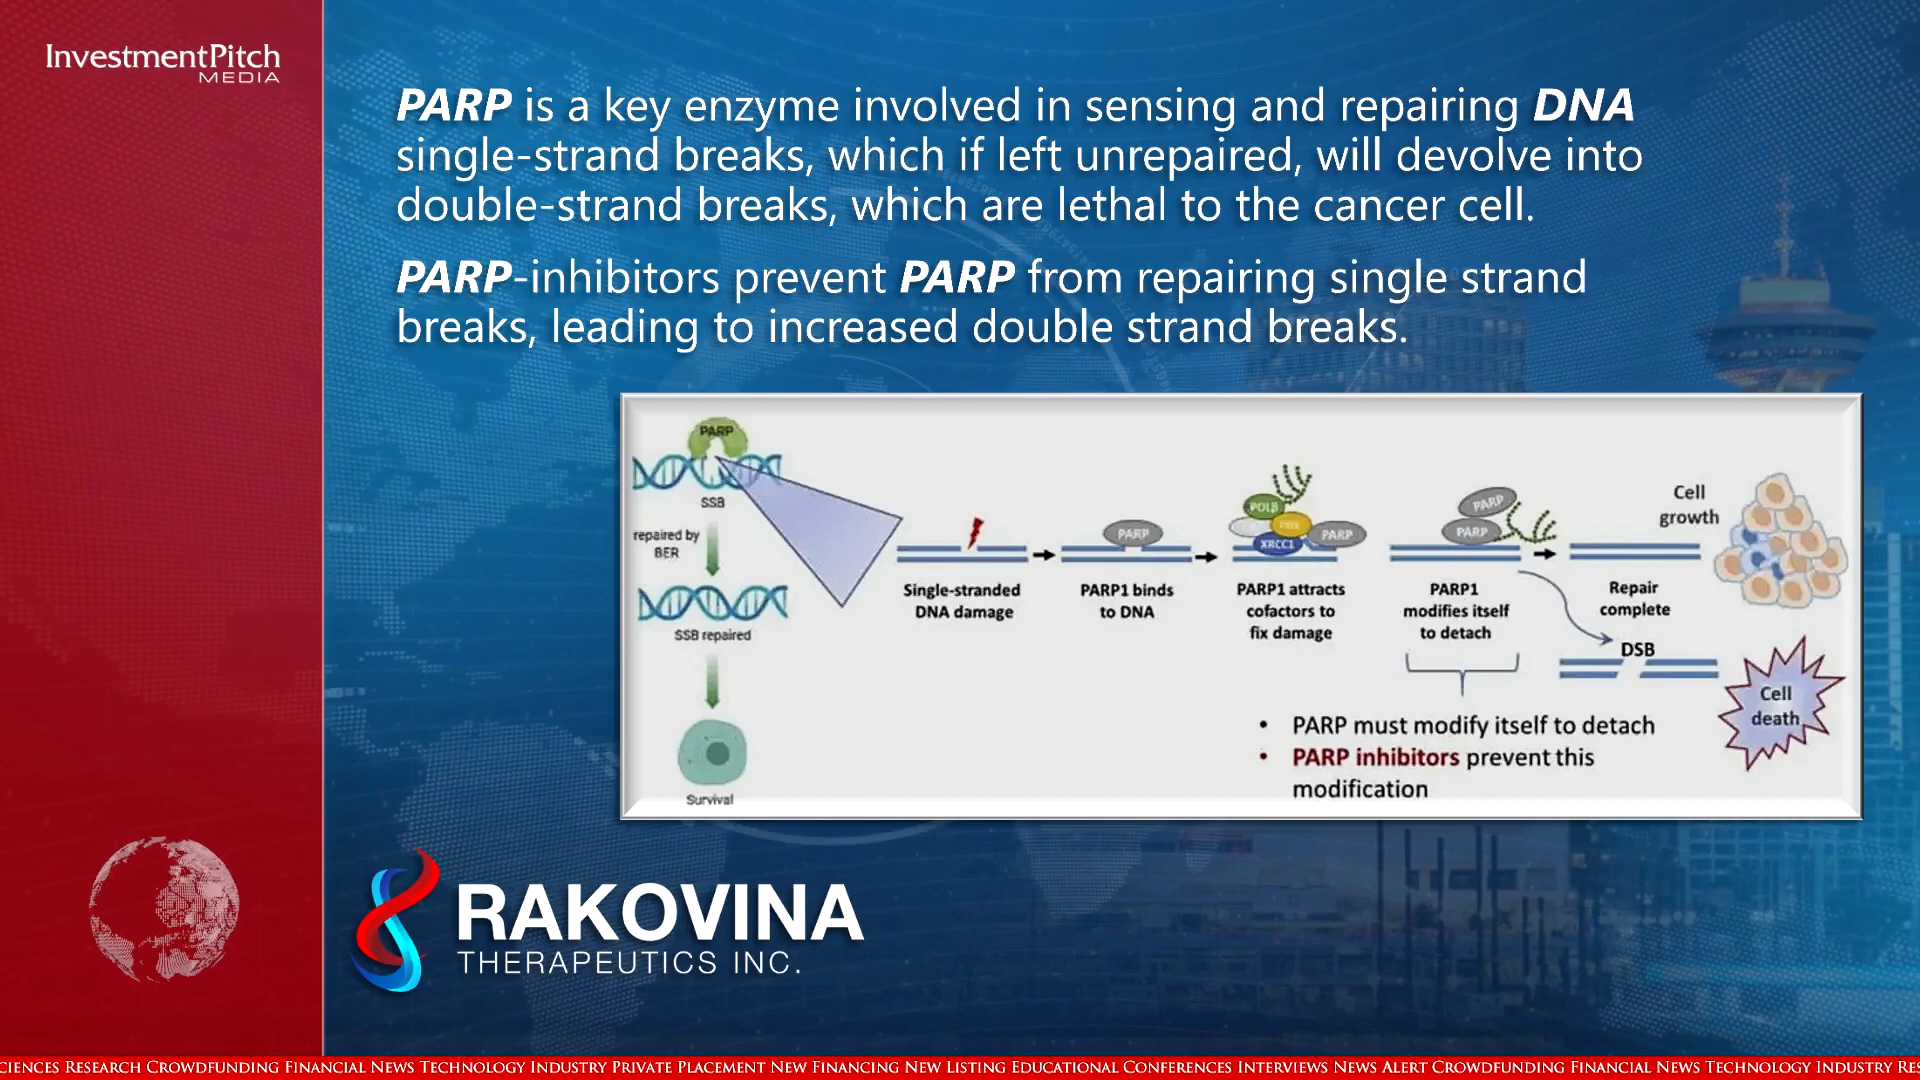 InvestmentPitch
MEDIA
PARP is a key enzyme involved in sensing and repairing DNA
single-strand breaks, which if left unrepaired, will devolve into
double-strand breaks, which are lethal to the cancer cell.
PARP-inhibitors prevent PARP from repairing single strand
breaks, leading to increased double strand breaks.
PARP
SSB
repaired by
BER
SSB repaired
Survival
Single-stranded
DNA damage
PARP
PARP1 binds
to DNA
POLβ
XRCC1
PARP
PARP1 attracts
cofactors to
fix damage
PARP
PARP
PARP1
modifies itself
to detach
Cell
growth
Repair
complete
DSB
Cell
death
• PARP must modify itself to detach
• PARP inhibitors prevent this
modification
RAKOVINA
THERAPEUTICS INC.
CIENCES RESEARCH CROWDFUNDING FINANCIAL NEWS TECHNOLOGY INDUSTRY PRIVATE PLACEMENT NEW FINANCING NEW LISTING EDUCATIONAL CONFERENCES INTERVIEWS NEWS ALERT CROWDFUNDING FINANCIAL NEWS TECHNOLOGY INDUSTRY RES